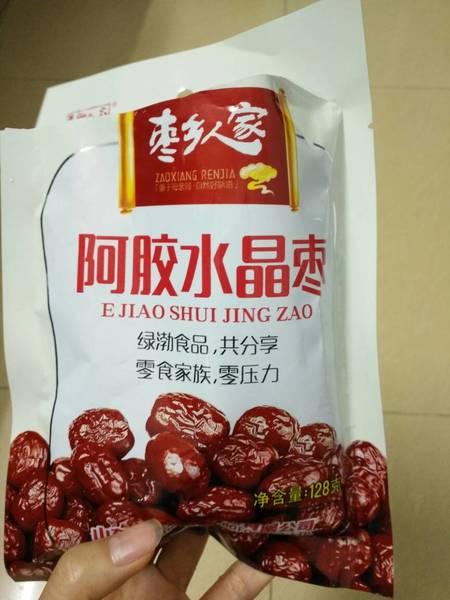 枣乡人家
ZAOXIANG RENJIA
阿胶水晶枣
E JIAO SHUI JING ZAO
绿渤食品，共分享
零食家族，零压力
净含量:128克